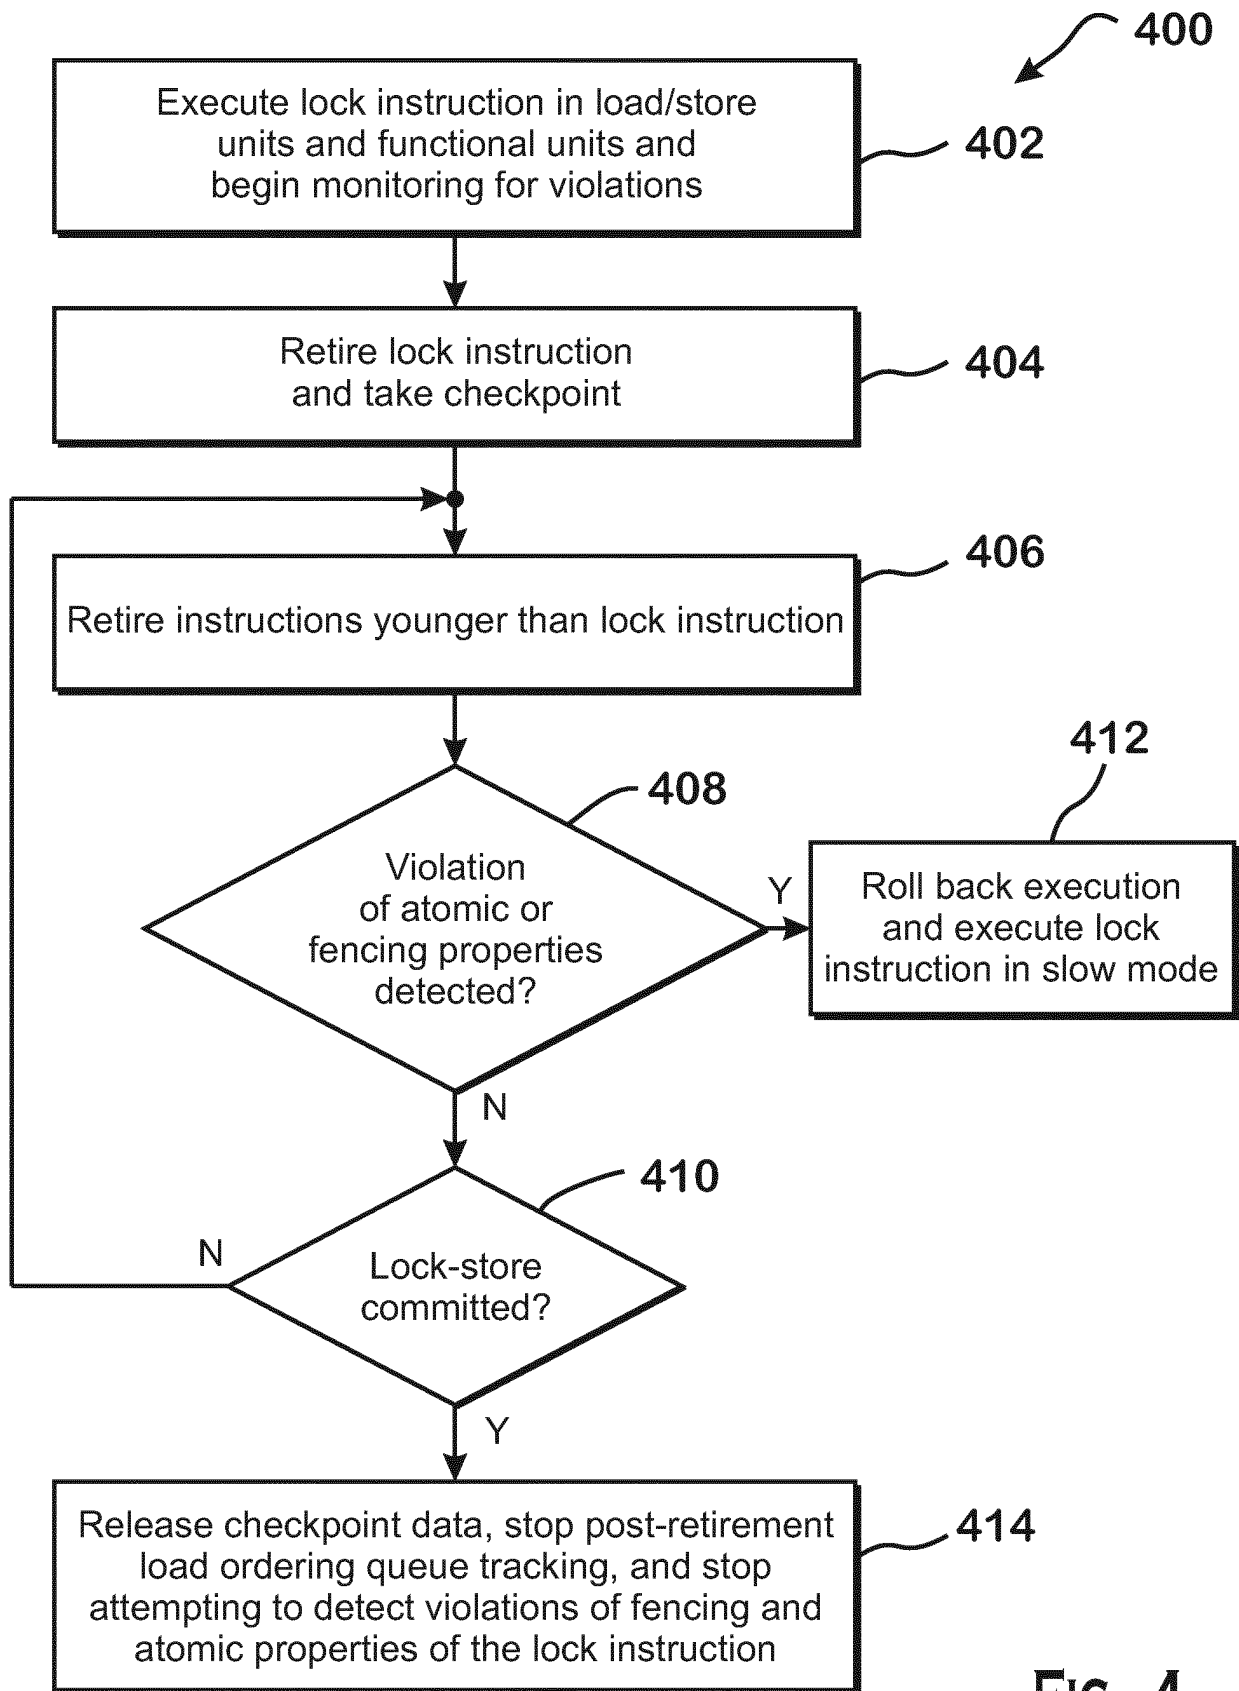 400
Execute lock instruction in load/store
units and functional units and
begin monitoring for violations
402
Retire lock instruction
and take checkpoint
404
406
Retire instructions younger than lock instruction
412
408
Violation
of atomic or
fencing properties
detected?
Y
Roll back execution
and execute lock
instruction in slow mode
N
410
N
Lock-store
committed?
Y
Release checkpoint data, stop post-retirement
load ordering queue tracking, and stop
attempting to detect violations of fencing and
atomic properties of the lock instruction
414
FIG. 4